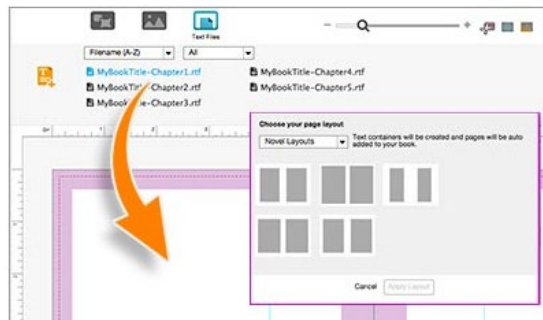 Text Files
Filename (A-Z)
All
MyBookTitle-Chapter1.rtf
MyBookTitle-Chapter4.rtf
MyBookTitle-Chapter2.rtf
MyBookTitle-Chapter5.rtf
MyBookTitle-Chapter3.rtf
Choose your page layout
Novel Layouts
Text containers will be created and pages will be auto
added to your book.
Cancel
Apply Layout